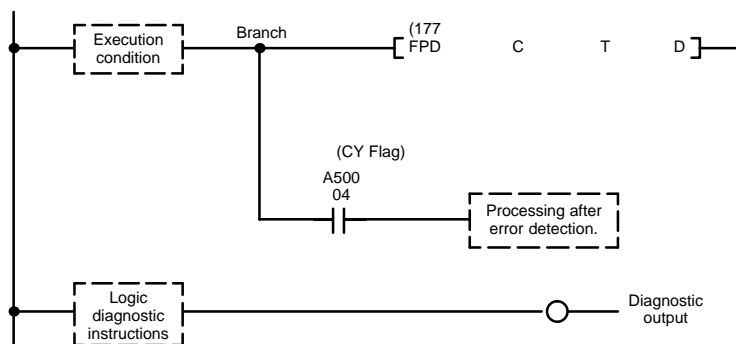 Execution
condition
Branch
(177
FPD C T D
(CY Flag)
A500
04
Processing after
error detection.
Logic
diagnostic
instructions
Diagnostic
output